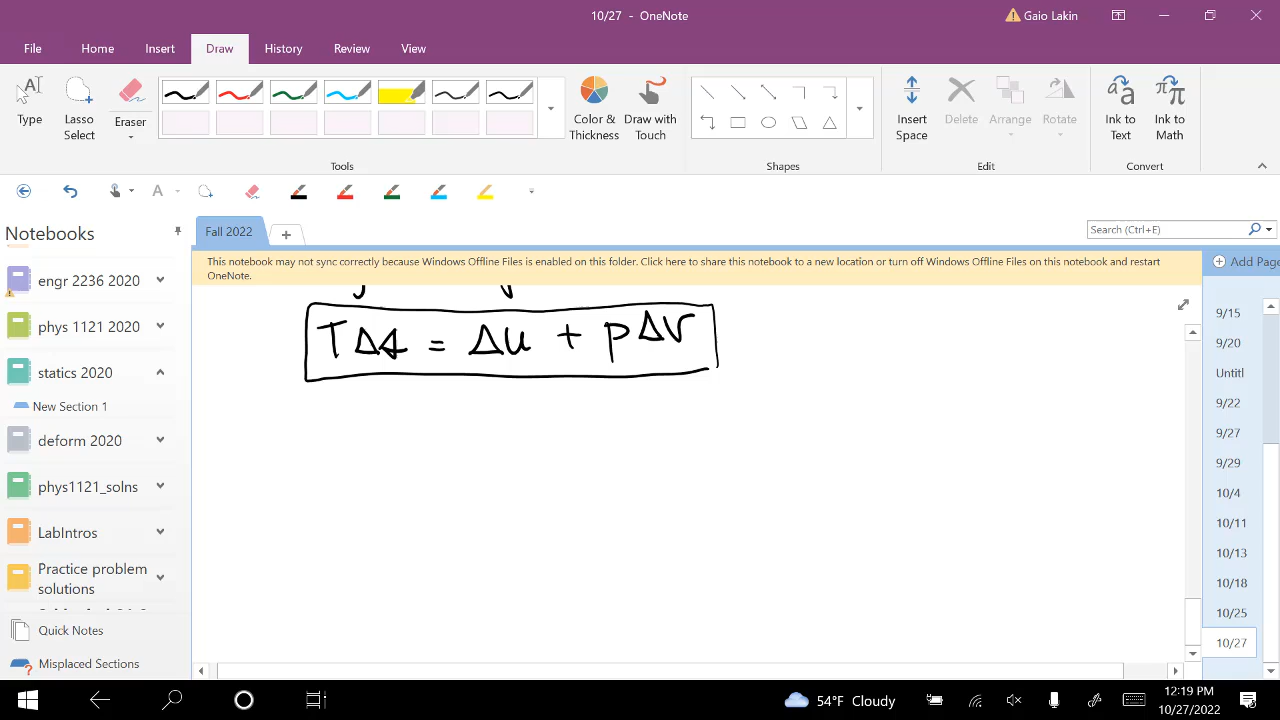 10/27 - OneNote
Gaio Lakin
File Home Insert Draw History Review View
Type
Lasso Select
Eraser
Color & Thickness
Draw with Touch
Insert Space
Delete
Arrange
Rotate
Ink to Text
Ink to Math
Tools
Shapes
Edit
Convert
A
Notebooks
Fall 2022
Search (Ctrl+E)
This notebook may not sync correctly because Windows Offline Files is enabled on this folder. Click here to share this notebook to a new location or turn off Windows Offline Files on this notebook and restart
OneNote.
Add Page
engr 2236 2020
phys 1121 2020
statics 2020
New Section 1
deform 2020
phys1121_solns
LabIntros
Practice problem
solutions
Quick Notes
Misplaced Sections
TΔs = Δu + pΔv
9/15
9/20
Untitl
9/22
9/27
9/29
10/4
10/11
10/13
10/18
10/25
10/27
54°F Cloudy
12:19 PM
10/27/2022